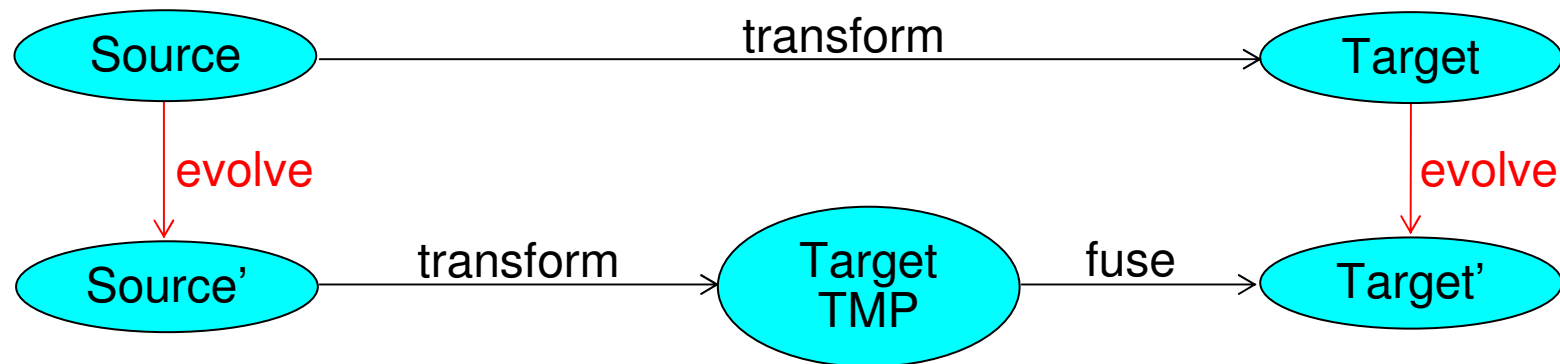 Source
transform
Target
evolve
evolve
Source’
transform
Target
TMP
fuse
Target’